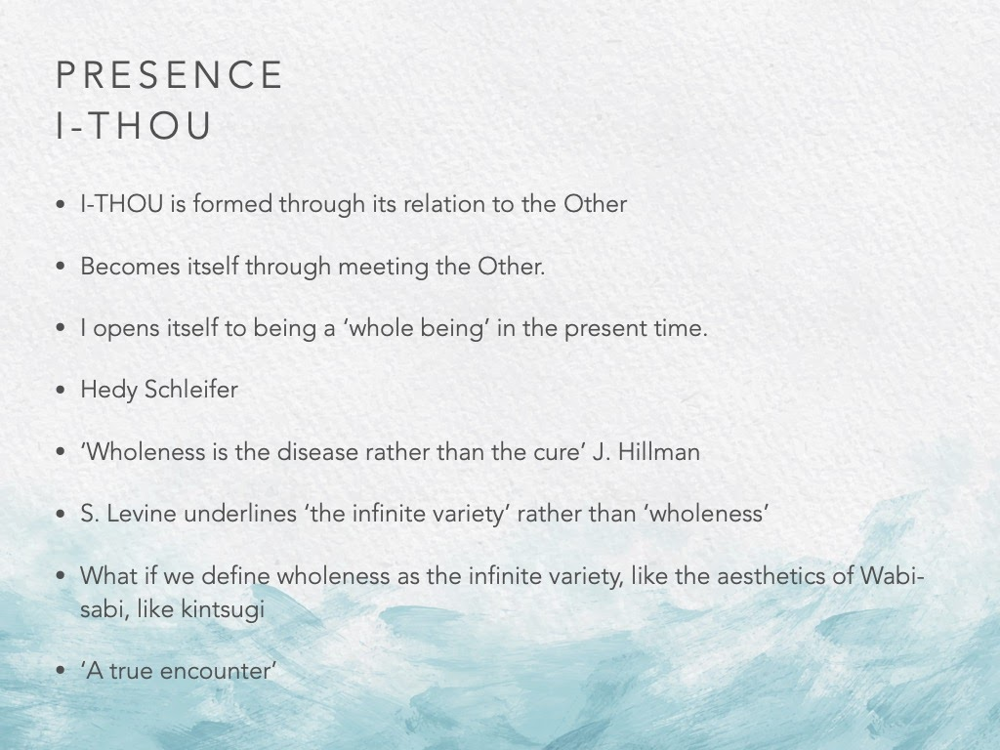 PRESENCE
I-THOU
• I-THOU is formed through its relation to the Other
• Becomes itself through meeting the Other.
• I opens itself to being a ‘whole being’ in the present time.
• Hedy Schleifer
• ‘Wholeness is the disease rather than the cure’ J. Hillman
• S. Levine underlines ‘the infinite variety’ rather than ‘wholeness’
• What if we define wholeness as the infinite variety, like the aesthetics of Wabi-
sabi, like kintsugi
• ‘A true encounter’